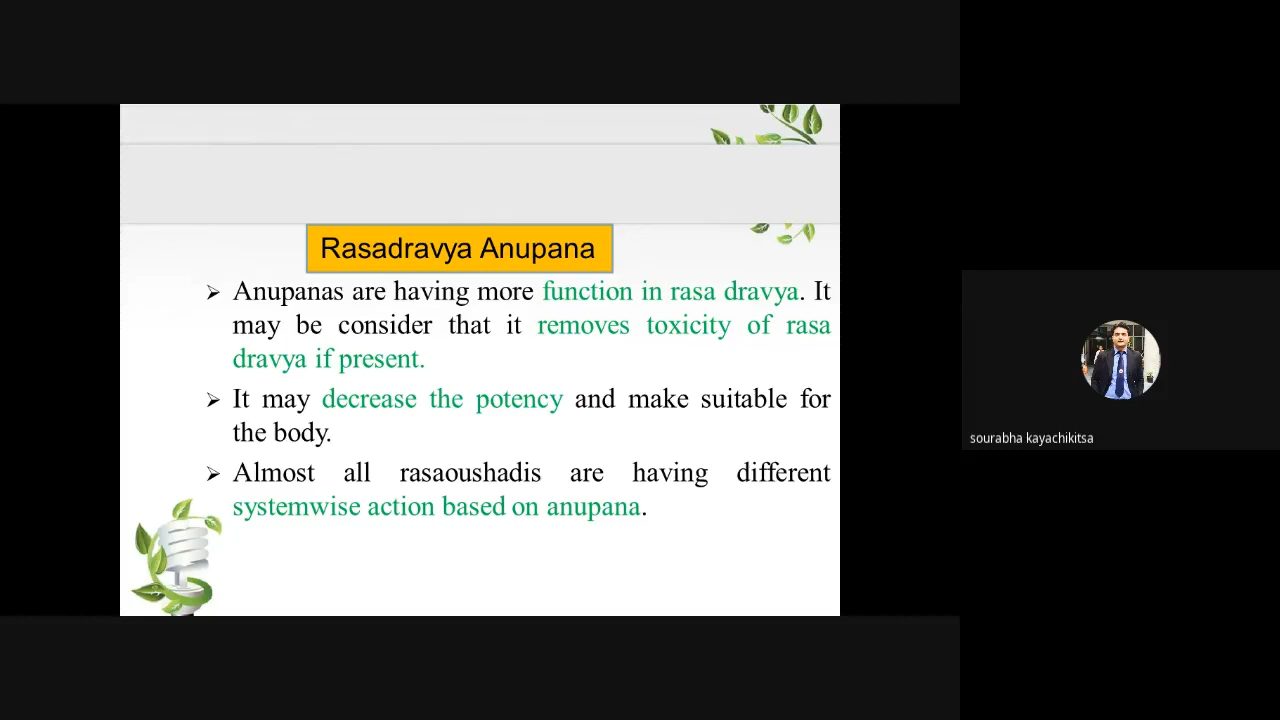 Rasadravya Anupana
➢ Anupanas are having more function in rasa dravya. It
may be consider that it removes toxicity of rasa
dravya if present.
➢ It may decrease the potency and make suitable for
the body.
➢ Almost all rasaoushadis are having different
systemwise action based on anupana.
sourabha kayachikitsa